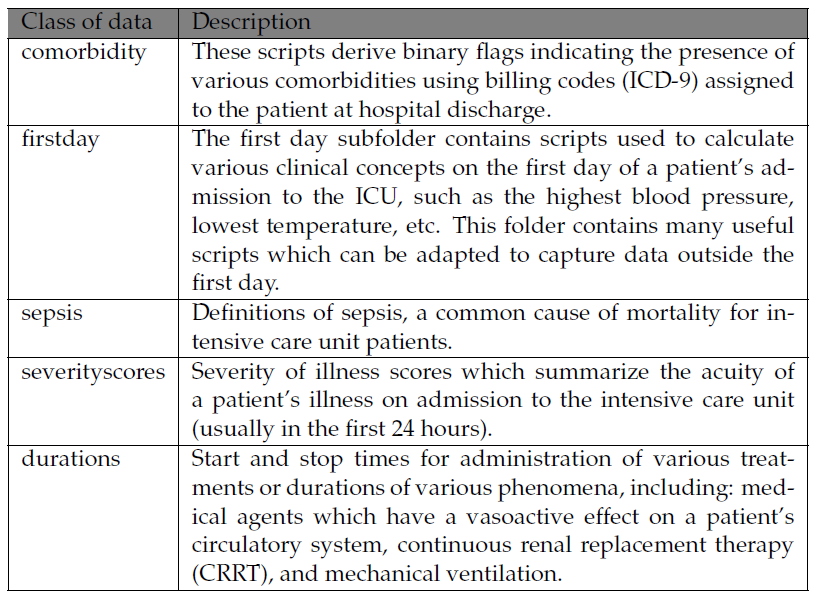 Class of data Description
comorbidity These scripts derive binary flags indicating the presence of
various comorbidities using billing codes (ICD-9) assigned
to the patient at hospital discharge.
firstday The first day subfolder contains scripts used to calculate
various clinical concepts on the first day of a patient's ad-
mission to the ICU, such as the highest blood pressure,
lowest temperature, etc. This folder contains many useful
scripts which can be adapted to capture data outside the
first day.
sepsis Definitions of sepsis, a common cause of mortality for in-
tensive care unit patients.
severityscores Severity of illness scores which summarize the acuity of
a patient's illness on admission to the intensive care unit
(usually in the first 24 hours).
durations Start and stop times for administration of various treat-
ments or durations of various phenomena, including: med-
ical agents which have a vasoactive effect on a patient's
circulatory system, continuous renal replacement therapy
(CRRT), and mechanical ventilation.